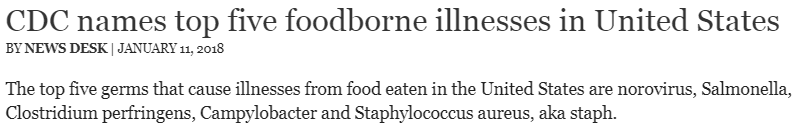 CDC names top five foodborne illnesses in United States
BY NEWS DESK | JANUARY 11, 2018
The top five germs that cause illnesses from food eaten in the United States are norovirus, Salmonella,
Clostridium perfringens, Campylobacter and Staphylococcus aureus, aka staph.